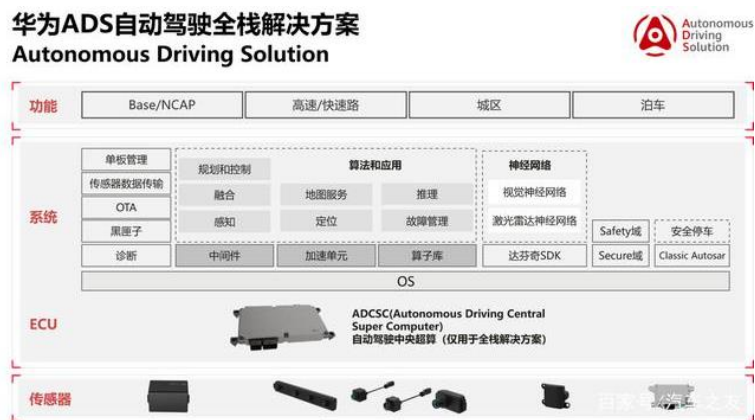 华为ADS自动驾驶全栈解决方案
Autonomous Driving Solution
Autonomous
Driving
Solution
功能
Base/NCAP
高速/快速路
城区
泊车
系统
单板管理
传感器数据传输
OTA
黑匣子
诊断
规划和控制
算法和应用
融合
地图服务
推理
感知
定位
故障管理
中间件
加速单元
算子库
神经网络
视觉神经网络
激光雷达神经网络
达芬奇SDK
Safety域
安全停车
Secure域
Classic Autosar
OS
ECU
ADCSC(Autonomous Driving Central
Super Computer)
自动驾驶中央超算（仅用于全栈解决方案）
传感器
百家号/汽车之友